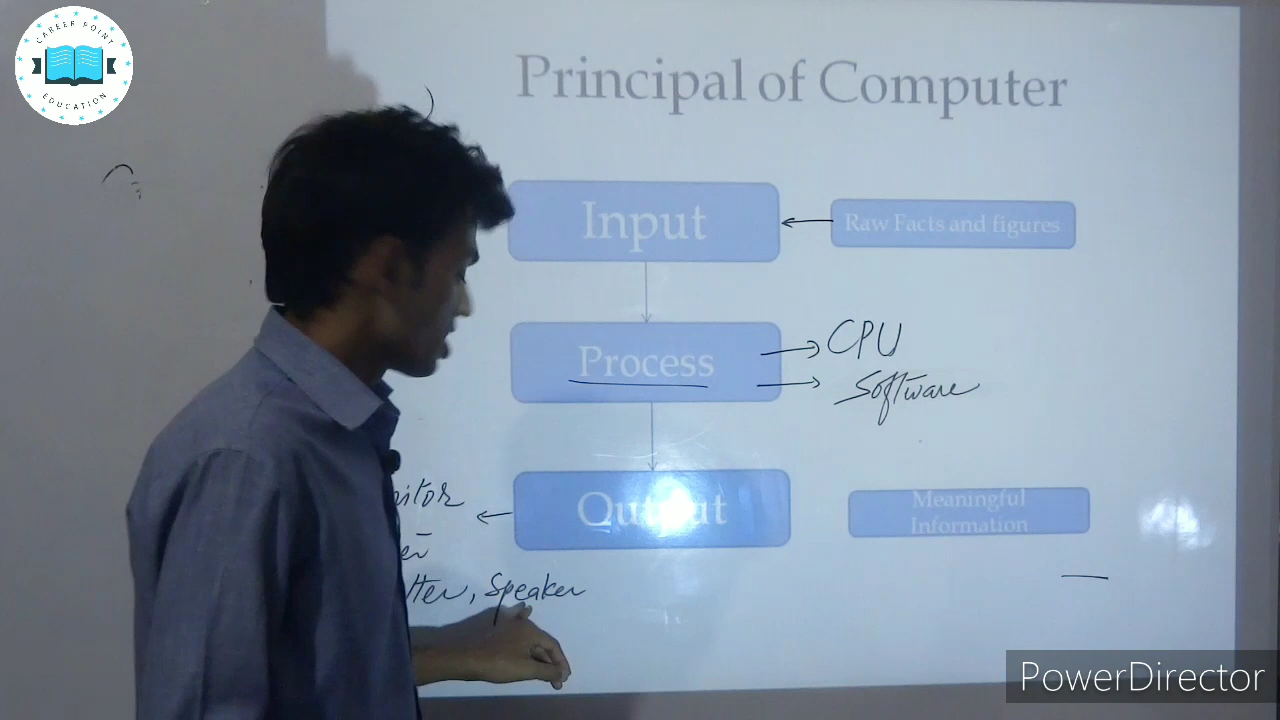 CAREER POINT
EDUCATION
Principal of Computer
Input
Raw Facts and figures
Process
CPU
Software
Output
Meaningful
Information
Speaker
PowerDirector